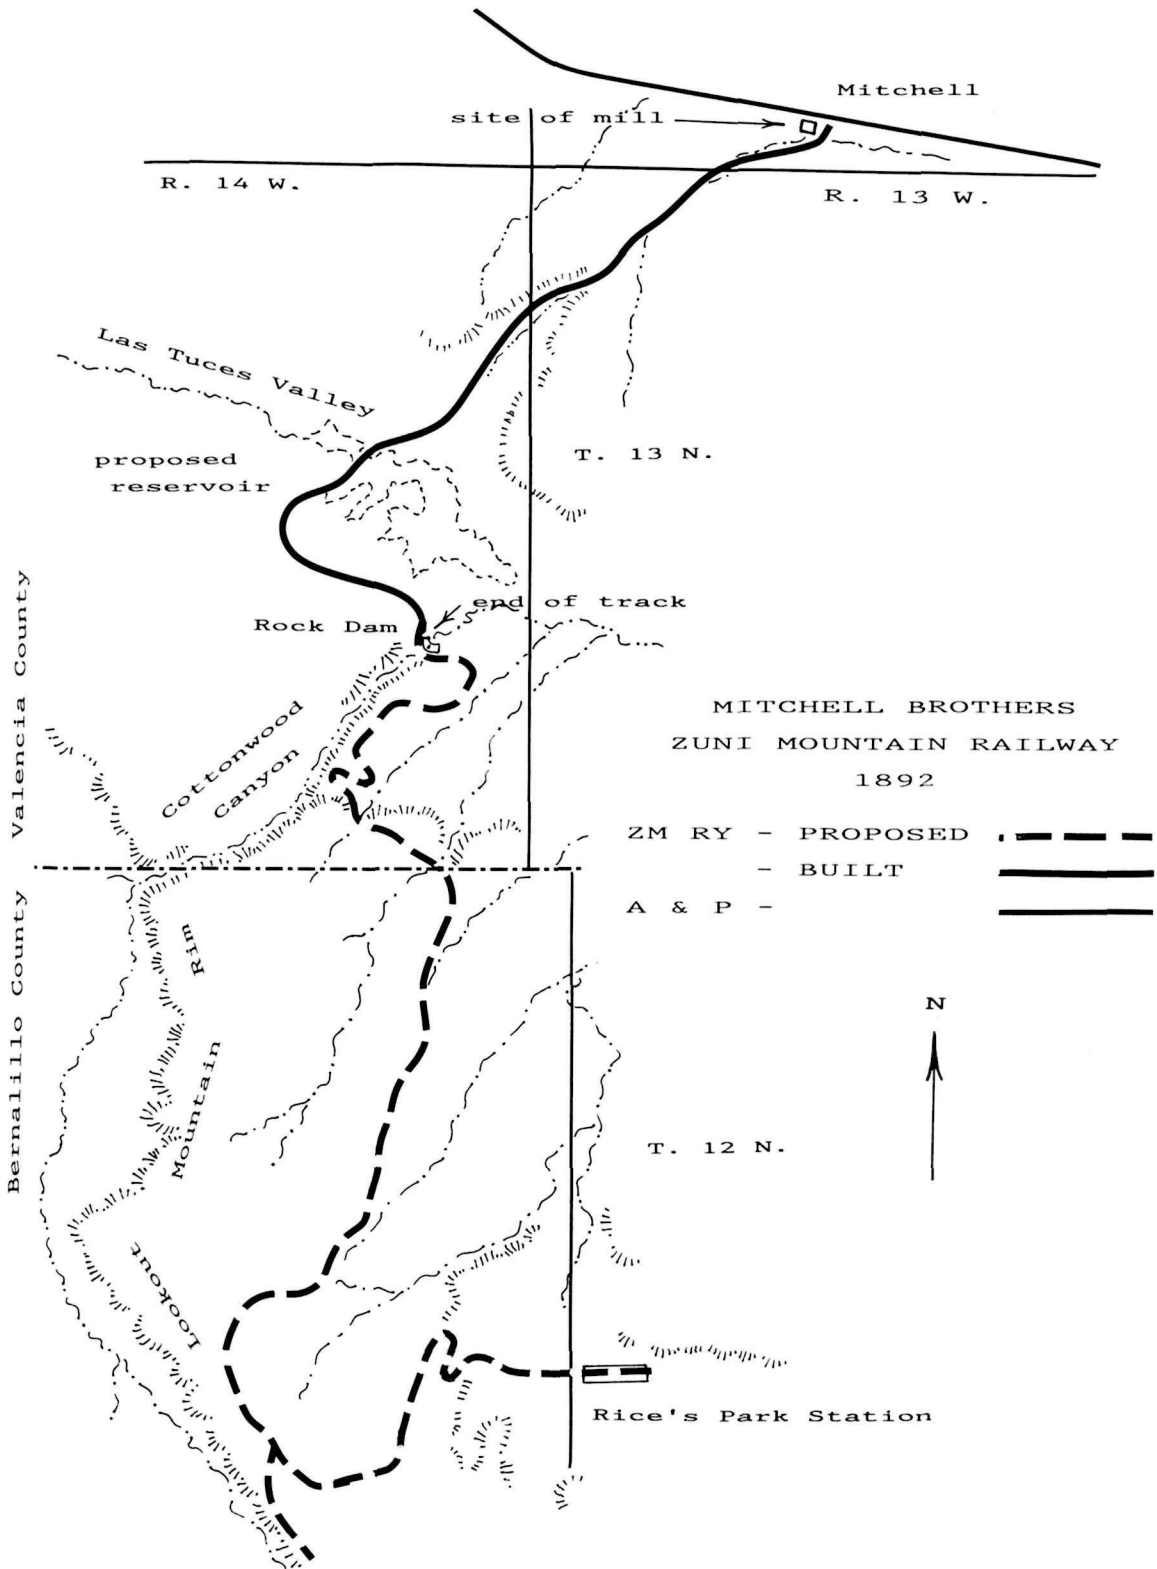 Mitchell
site of mill
R. 14 W.
R. 13 W.
Las Tuces Valley
T. 13 N.
proposed
reservoir
end of track
Rock Dam
Valencia County
Cottonwood
Canyon
MITCHELL BROTHERS
ZUNI MOUNTAIN RAILWAY
1892
ZM RY - PROPOSED
- BUILT
A & P -
Bernalillo County
Rim
Mountain
Lookout
N
T. 12 N.
Rice's Park Station